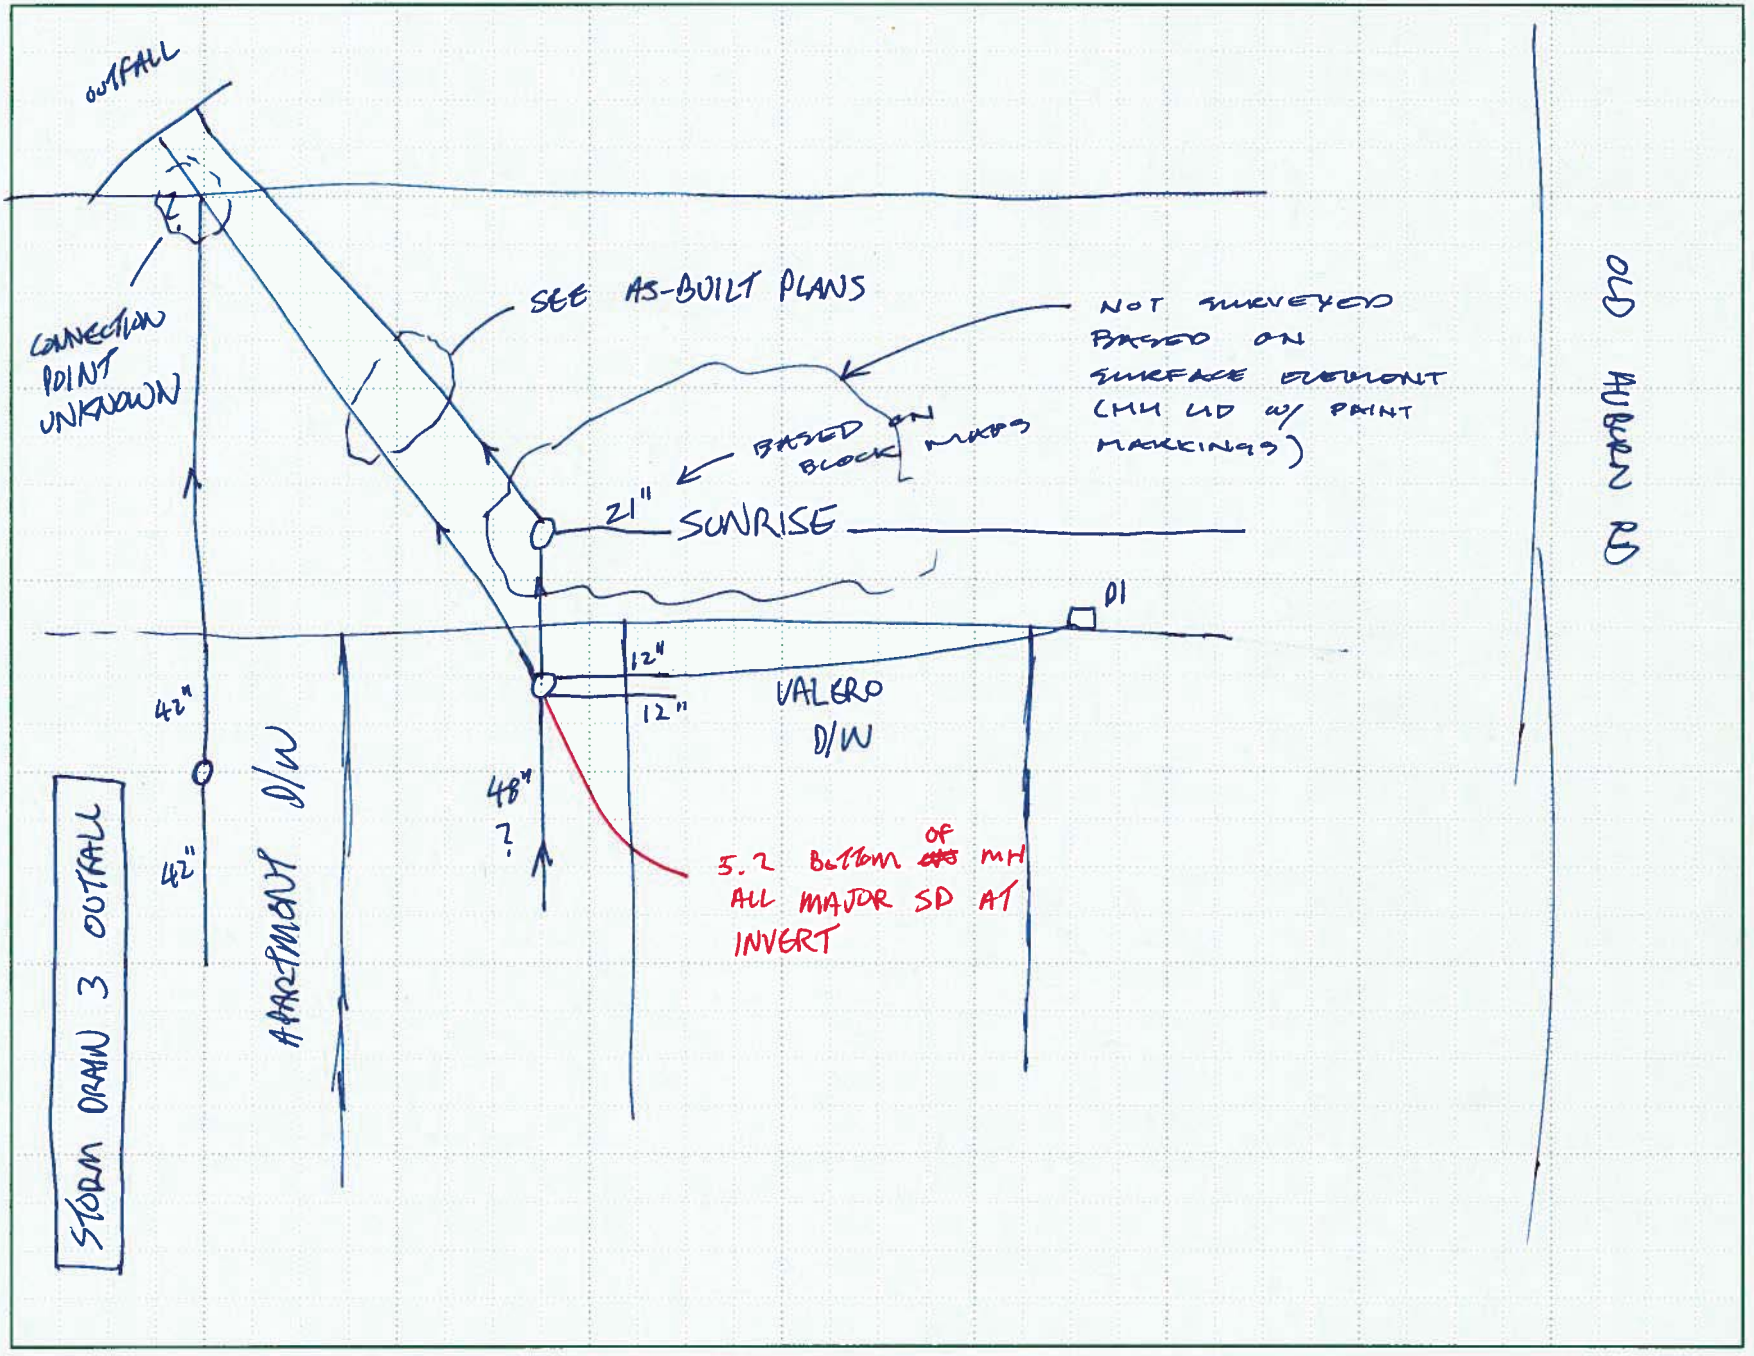 OUTFALL
SEE AS-BUILT PLANS
CONNECTION
POINT
UNKNOWN
?
NOT SURVEYED
BASED ON
SURFACE ELEMENT
(MH LID W/ PAINT
MARKINGS)
BASED ON
BLOCK MAPS
21"
SUNRISE
OLD AUBURN RD
DI
12"
12"
VALERO
D/W
42"
42"
APARTMENT D/W
48"
?
5.2 BOTTOM OF MH
ALL MAJOR SD AT
INVERT
STORM DRAIN 3 OUTFALL